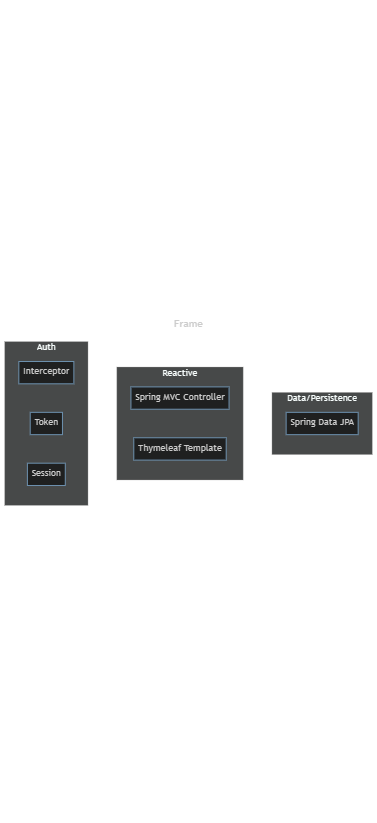 Frame
Auth
Interceptor
Token
Session
Reactive
Spring MVC Controller
Thymeleaf Template
Data/Persistence
Spring Data JPA